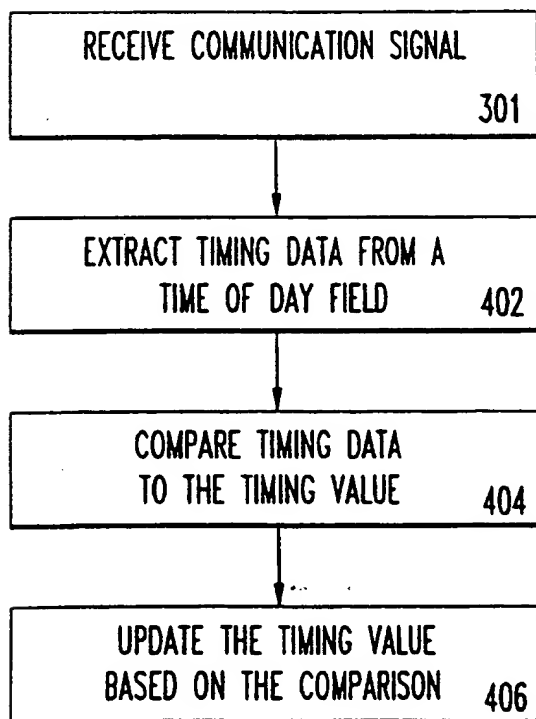 RECEIVE COMMUNICATION SIGNAL
301
EXTRACT TIMING DATA FROM A
TIME OF DAY FIELD
402
COMPARE TIMING DATA
TO THE TIMING VALUE
404
UPDATE THE TIMING VALUE
BASED ON THE COMPARISON
406